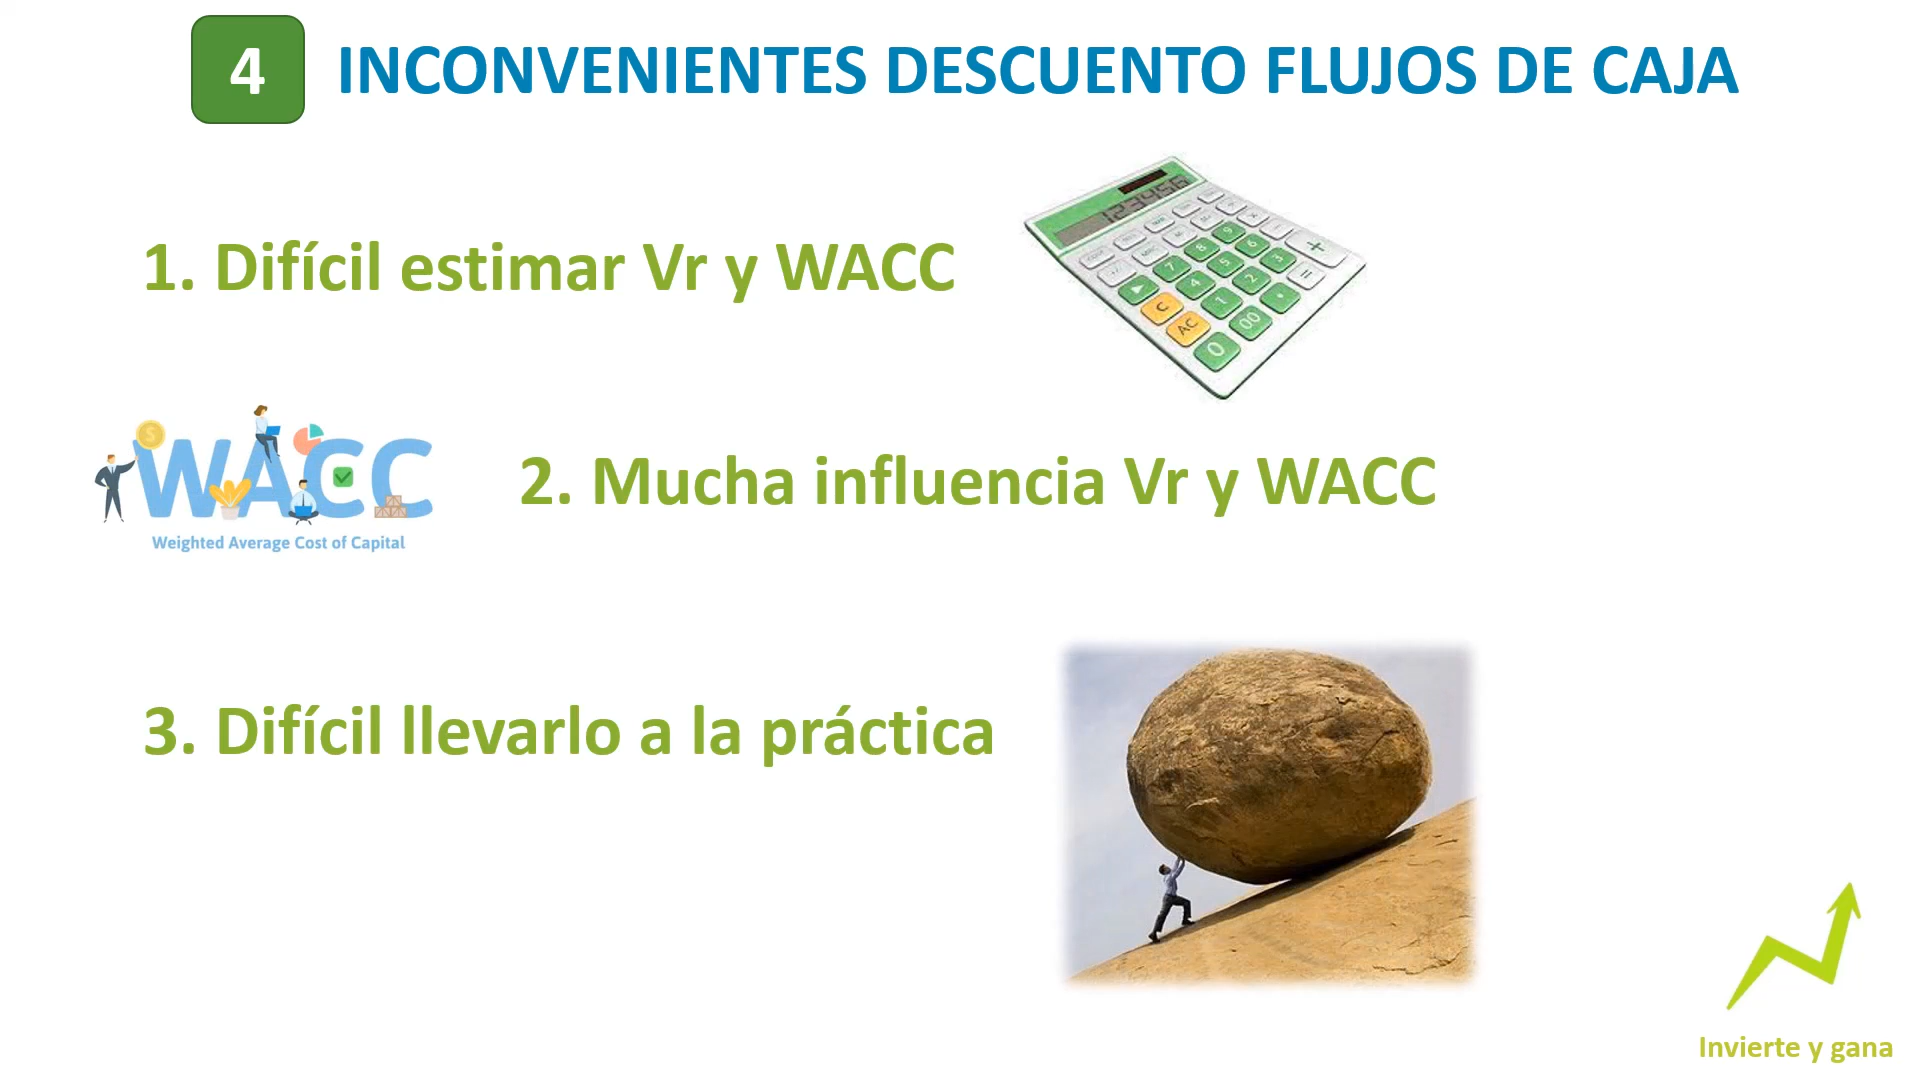 4 INCONVENIENTES DESCUENTO FLUJOS DE CAJA
123456
1. Difícil estimar Vr y WACC
WACC
Weighted Average Cost of Capital
2. Mucha influencia Vr y WACC
3. Difícil llevarlo a la práctica
Invierte y gana